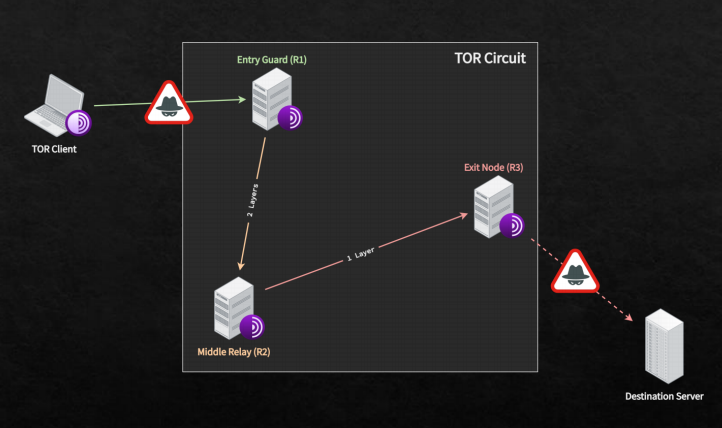 TOR Circuit
Entry Guard (R1)
TOR Client
2 Layers
Exit Node (R3)
1 Layer
Middle Relay (R2)
Destination Server